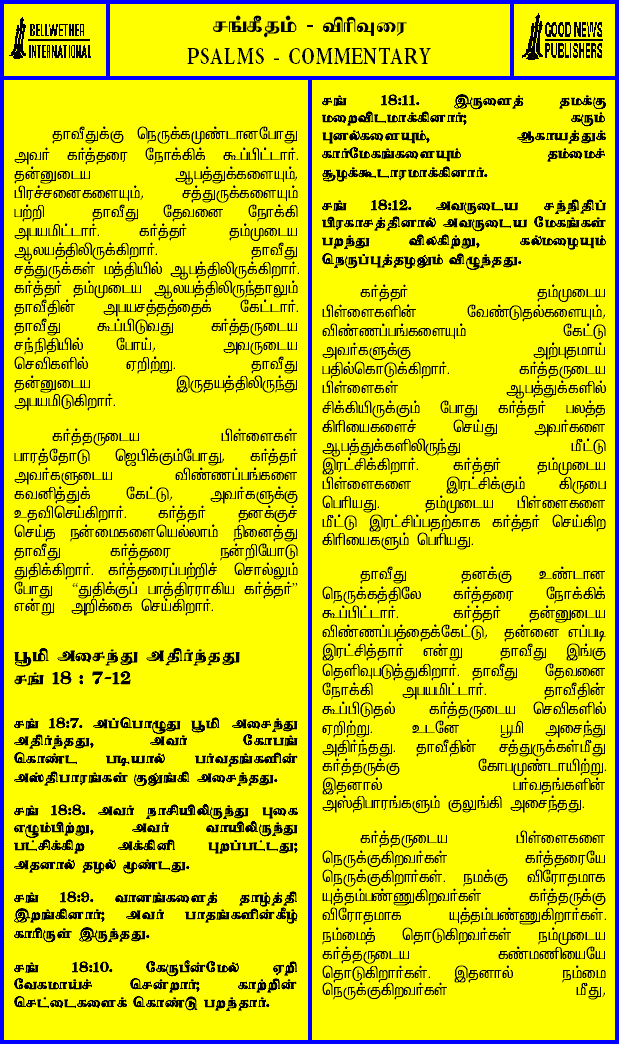 BELLWETHER
INTERNATIONAL
சங்கீதம் - விரிவுரை
PSALMS - COMMENTARY
GOOD NEWS
PUBLISHERS
தாவீதுக்கு நெருக்கமுண்டானபோது
அவர் கர்த்தரை நோக்கிக் கூப்பிட்டார்.
தன்னுடைய ஆபத்துக்களையும்,
பிரச்சனைகளையும், சத்துருக்களையும்
பற்றி தாவீது தேவனை நோக்கி
அபயமிட்டார். கர்த்தர் தம்முடைய
ஆலயத்திலிருக்கிறார். தாவீது
சத்துருக்கள் மத்தியில் ஆபத்திலிருக்கிறார்.
கர்த்தர் தம்முடைய ஆலயத்திலிருந்தாலும்
தாவீதின் அபயசத்தத்தைக் கேட்டார்.
தாவீது கூப்பிடுவது கர்த்தருடைய
சந்நிதியில் போய், அவருடைய
செவிகளில் ஏறிற்று. தாவீது
தன்னுடைய இருதயத்திலிருந்து
அபயமிடுகிறார்.
கர்த்தருடைய பிள்ளைகள்
பாரத்தோடு ஜெபிக்கும்போது, கர்த்தர்
அவர்களுடைய விண்ணப்பங்களை
கவனித்துக் கேட்டு, அவர்களுக்கு
உதவிசெய்கிறார். கர்த்தர் தனக்குச்
செய்த நன்மைகளையெல்லாம் நினைத்து
தாவீது கர்த்தரை நன்றியோடு
துதிக்கிறார். கர்த்தரைப்பற்றிச் சொல்லும்
போது “துதிக்குப் பாத்திரராகிய கர்த்தர்”
என்று அறிக்கை செய்கிறார்.
பூமி அசைந்து அதிர்ந்தது
சங் 18 : 7-12
சங் 18:7. அப்பொழுது பூமி அசைந்து
அதிர்ந்தது, அவர் கோபங்
கொண்ட படியால் பர்வதங்களின்
அஸ்திபாரங்கள் குலுங்கி அசைந்தது.
சங் 18:8. அவர் நாசியிலிருந்து புகை
எழும்பிற்று, அவர் வாயிலிருந்து
பட்சிக்கிற அக்கினி புறப்பட்டது;
அதனால் தழல் மூண்டது.
சங் 18:9. வானங்களைத் தாழ்த்தி
இறங்கினார்; அவர் பாதங்களின்கீழ்
காரிருள் இருந்தது.
சங் 18:10. கேருபீன்மேல் ஏறி
வேகமாய்ச் சென்றார்; காற்றின்
செட்டைகளைக் கொண்டு பறந்தார்.
சங் 18:11. இருளைத் தமக்கு
மறைவிடமாக்கினார்; கரும்
புனல்களையும், ஆகாயத்துக்
கார்மேகங்களையும் தம்மைச்
சூழக்கூடாரமாக்கினார்.
சங் 18:12. அவருடைய சந்நிதிப்
பிரகாசத்தினால் அவருடைய மேகங்கள்
பறந்து விலகிற்று, கல்மழையும்
நெருப்புத்தழலும் விழுந்தது.
கர்த்தர் தம்முடைய
பிள்ளைகளின் வேண்டுதல்களையும்,
விண்ணப்பங்களையும் கேட்டு
அவர்களுக்கு அற்புதமாய்
பதில்கொடுக்கிறார். கர்த்தருடைய
பிள்ளைகள் ஆபத்துக்களில்
சிக்கியிருக்கும் போது கர்த்தர் பலத்த
கிரியைகளைச் செய்து அவர்களை
ஆபத்துக்களிலிருந்து மீட்டு
இரட்சிக்கிறார். கர்த்தர் தம்முடைய
பிள்ளைகளை இரட்சிக்கும் கிருபை
பெரியது. தம்முடைய பிள்ளைகளை
மீட்டு இரட்சிப்பதற்காக கர்த்தர் செய்கிற
கிரியைகளும் பெரியது.
தாவீது தனக்கு உண்டான
நெருக்கத்திலே கர்த்தரை நோக்கிக்
கூப்பிட்டார். கர்த்தர் தன்னுடைய
விண்ணப்பத்தைக்கேட்டு, தன்னை எப்படி
இரட்சித்தார் என்று தாவீது இங்கு
தெளிவுபடுத்துகிறார். தாவீது தேவனை
நோக்கி அபயமிட்டார். தாவீதின்
கூப்பிடுதல் கர்த்தருடைய செவிகளில்
ஏறிற்று. உடனே பூமி அசைந்து
அதிர்ந்தது. தாவீதின் சத்துருக்கள்மீது
கர்த்தருக்கு கோபமுண்டாயிற்று.
இதனால் பர்வதங்களின்
அஸ்திபாரங்களும் குலுங்கி அசைந்தது.
கர்த்தருடைய பிள்ளைகளை
நெருக்குகிறவர்கள் கர்த்தரையே
நெருக்குகிறார்கள். நமக்கு விரோதமாக
யுத்தம்பண்ணுகிறவர்கள் கர்த்தருக்கு
விரோதமாக யுத்தம்பண்ணுகிறார்கள்.
நம்மைத் தொடுகிறவர்கள் நம்முடைய
கர்த்தருடைய கண்மணியையே
தொடுகிறார்கள். இதனால் நம்மை
நெருக்குகிறவர்கள் மீது,